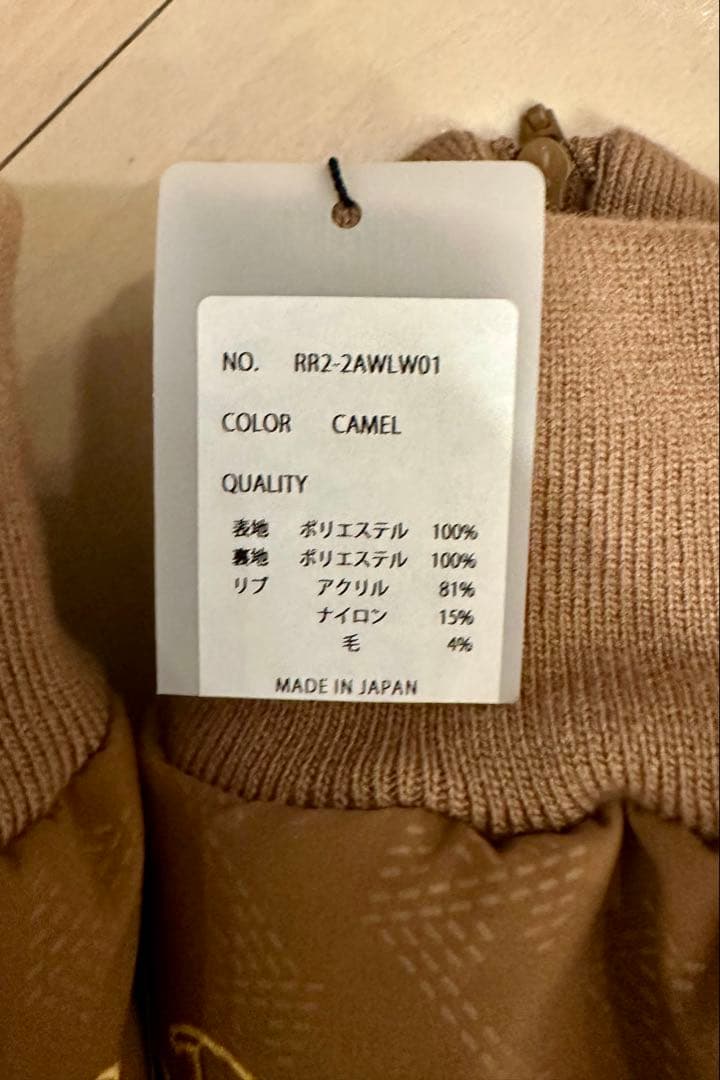 NO. RR2-2AWLW01
COLOR CAMEL
QUALITY
表地 ポリエステル 100%
裏地 ポリエステル 100%
リブ アクリル 81%
ナイロン 15%
毛 4%
MADE IN JAPAN